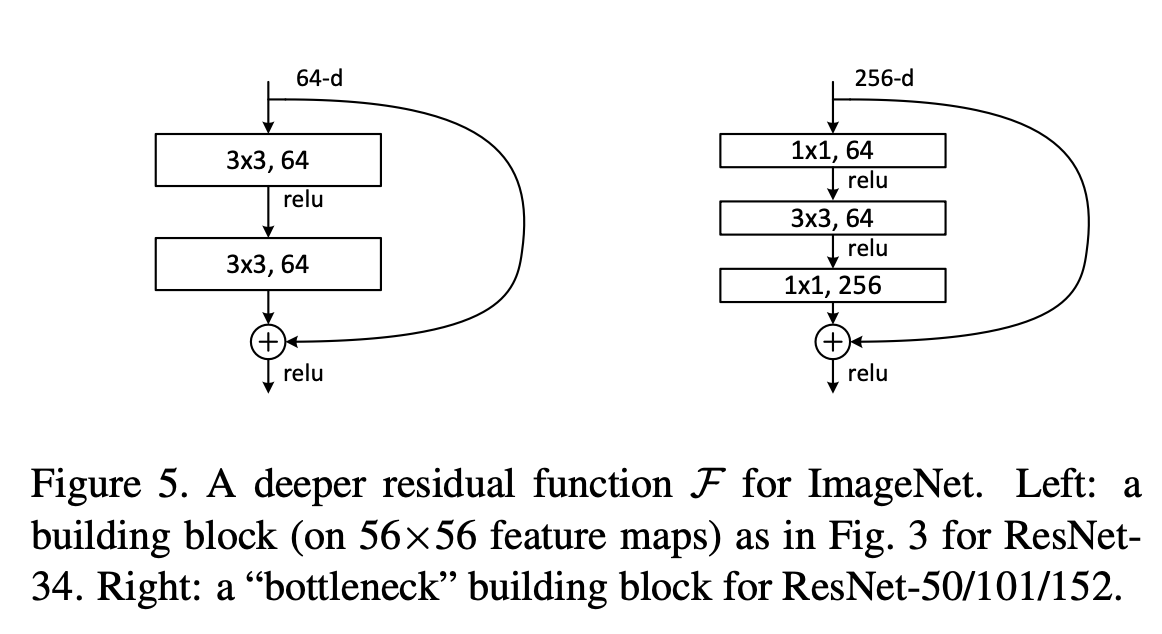 64-d
3x3, 64
relu
3x3, 64
relu
256-d
1x1, 64
relu
3x3, 64
relu
1x1, 256
relu
Figure 5. A deeper residual function F for ImageNet. Left: a
building block (on 56×56 feature maps) as in Fig. 3 for ResNet-
34. Right: a “bottleneck” building block for ResNet-50/101/152.